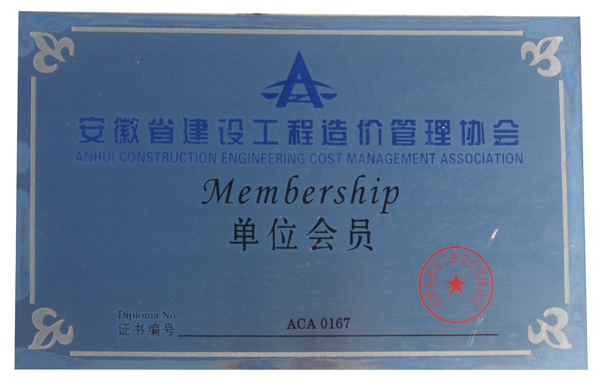 安徽省建设工程造价管理协会
ANHUI CONSTRUCTION ENGINEERING COST MANAGEMENT ASSOCIATION
Membership
单位会员
Diploma No
证书编号 ACA 0167